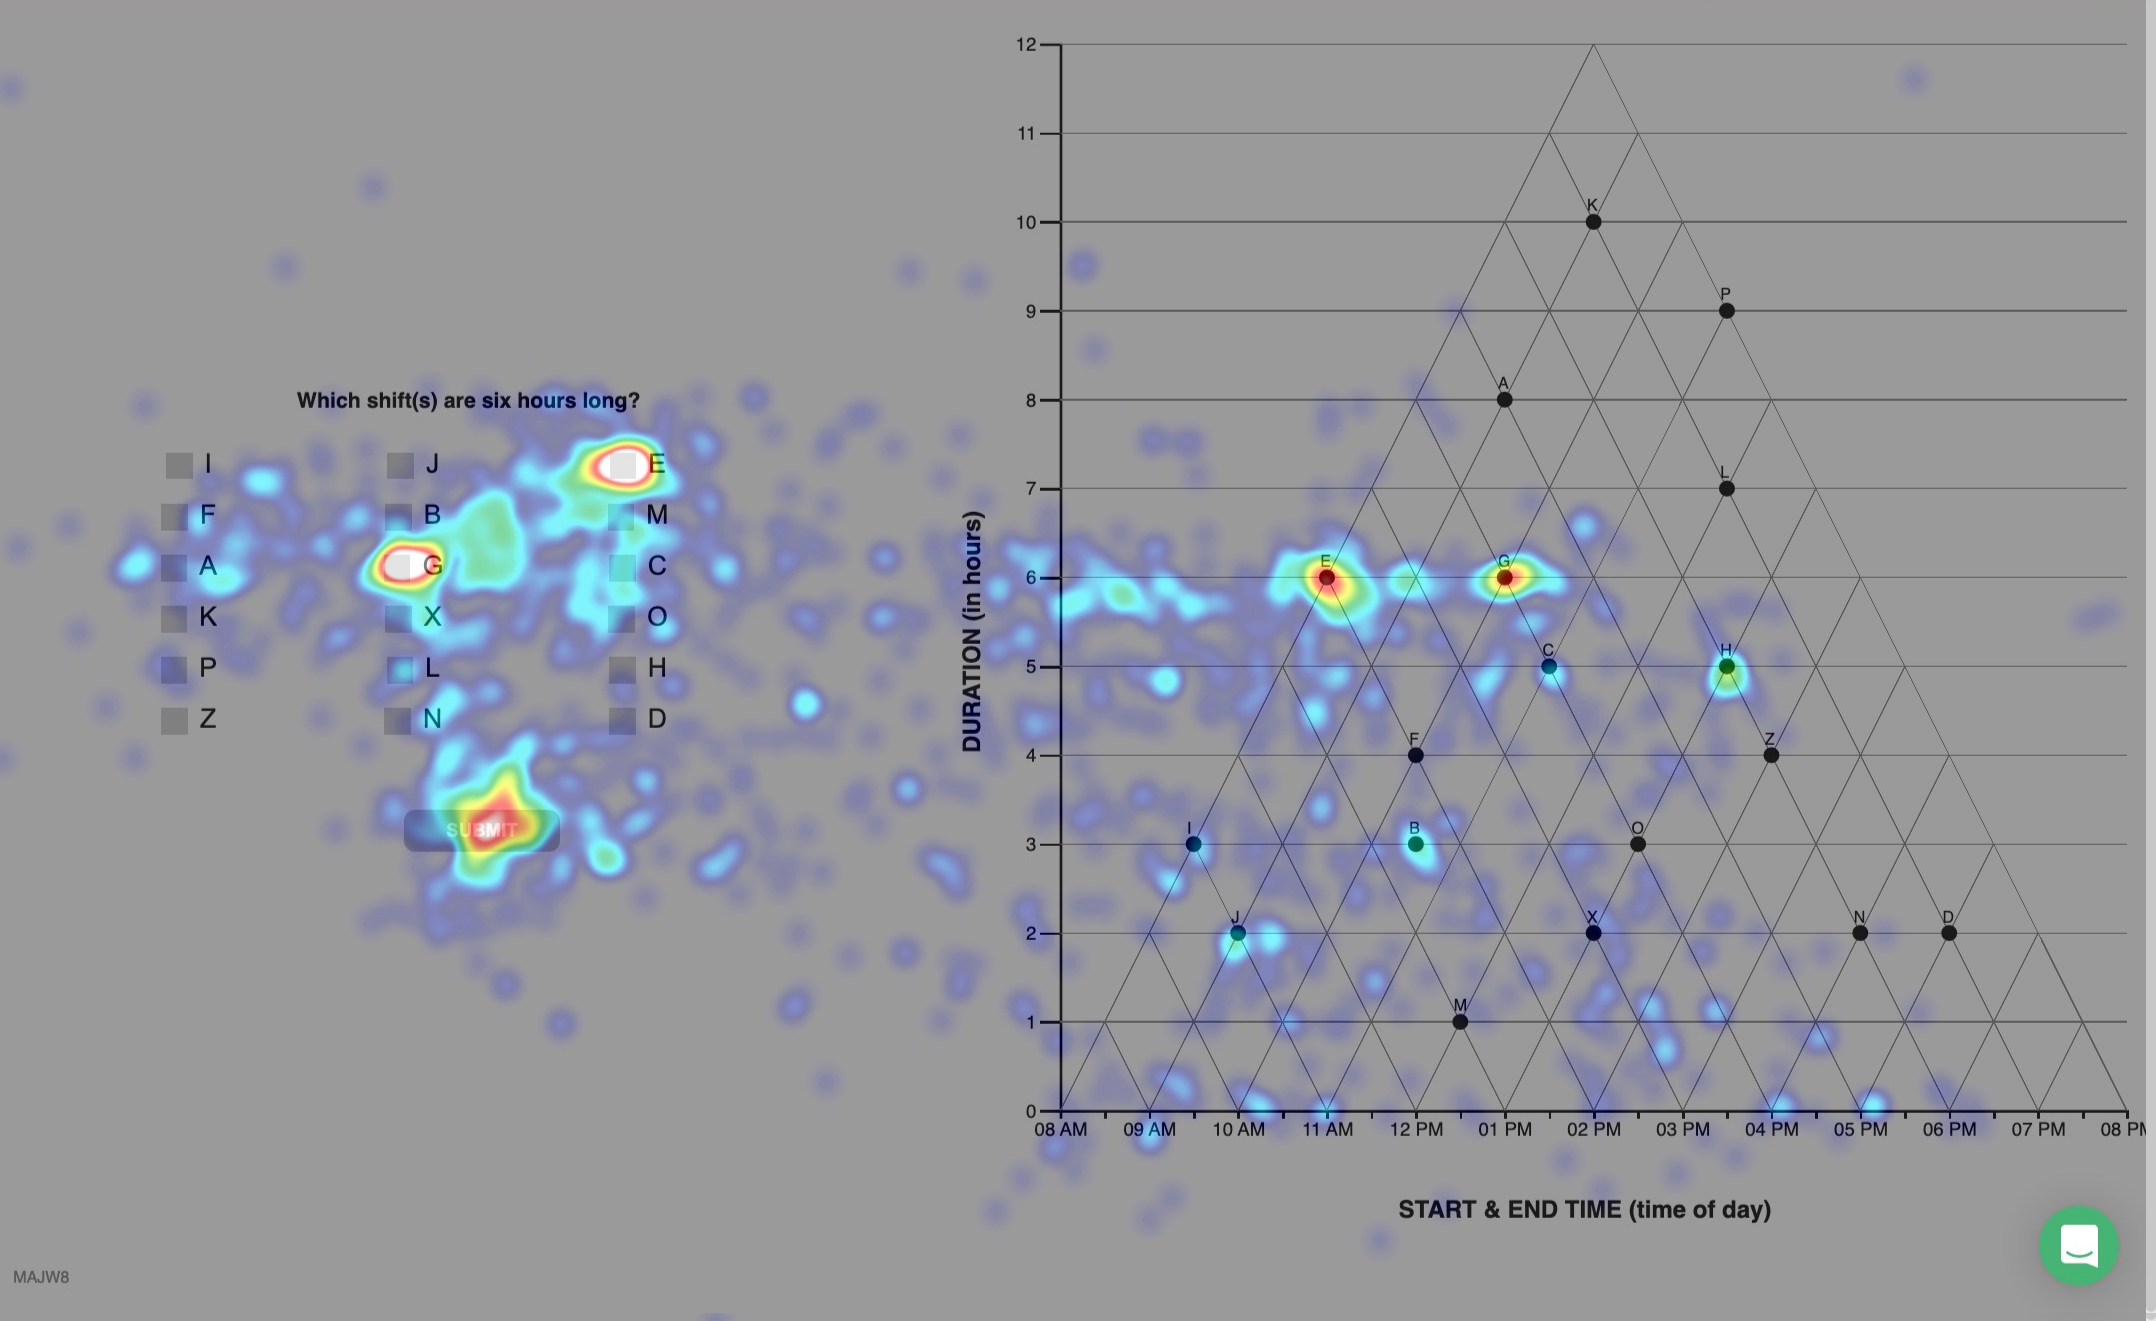 Which shift(s) are six hours long?
I J E
F B M
A G C
K X O
P L H
Z N D
SUBMIT
DURATION (in hours)
12
11
10
9
8
7
6
5
4
3
2
1
0
K
P
A
L
E G
C H
F Z
I B O
J X N D
M
08 AM 09 AM 10 AM 11 AM 12 PM 01 PM 02 PM 03 PM 04 PM 05 PM 06 PM 07 PM 08 PM
START & END TIME (time of day)
MAJW8